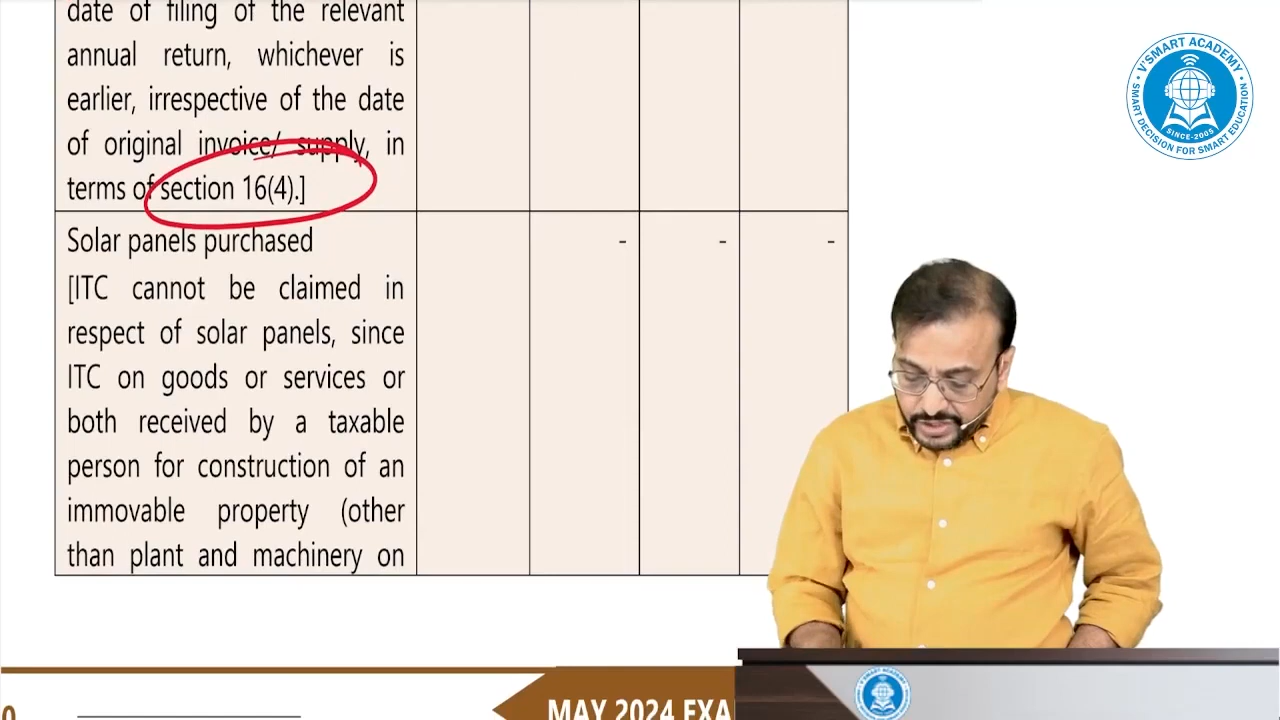 date of filing of the relevant
annual return, whichever is
earlier, irrespective of the date
of original invoice/ supply, in
terms of section 16(4).]
Solar panels purchased
- - -
[ITC cannot be claimed in
respect of solar panels, since
ITC on goods or services or
both received by a taxable
person for construction of an
immovable property (other
than plant and machinery on
V'SMART ACADEMY
SINCE-2005
SMART DECISION FOR SMART EDUCATION
MAY 2024 EXA